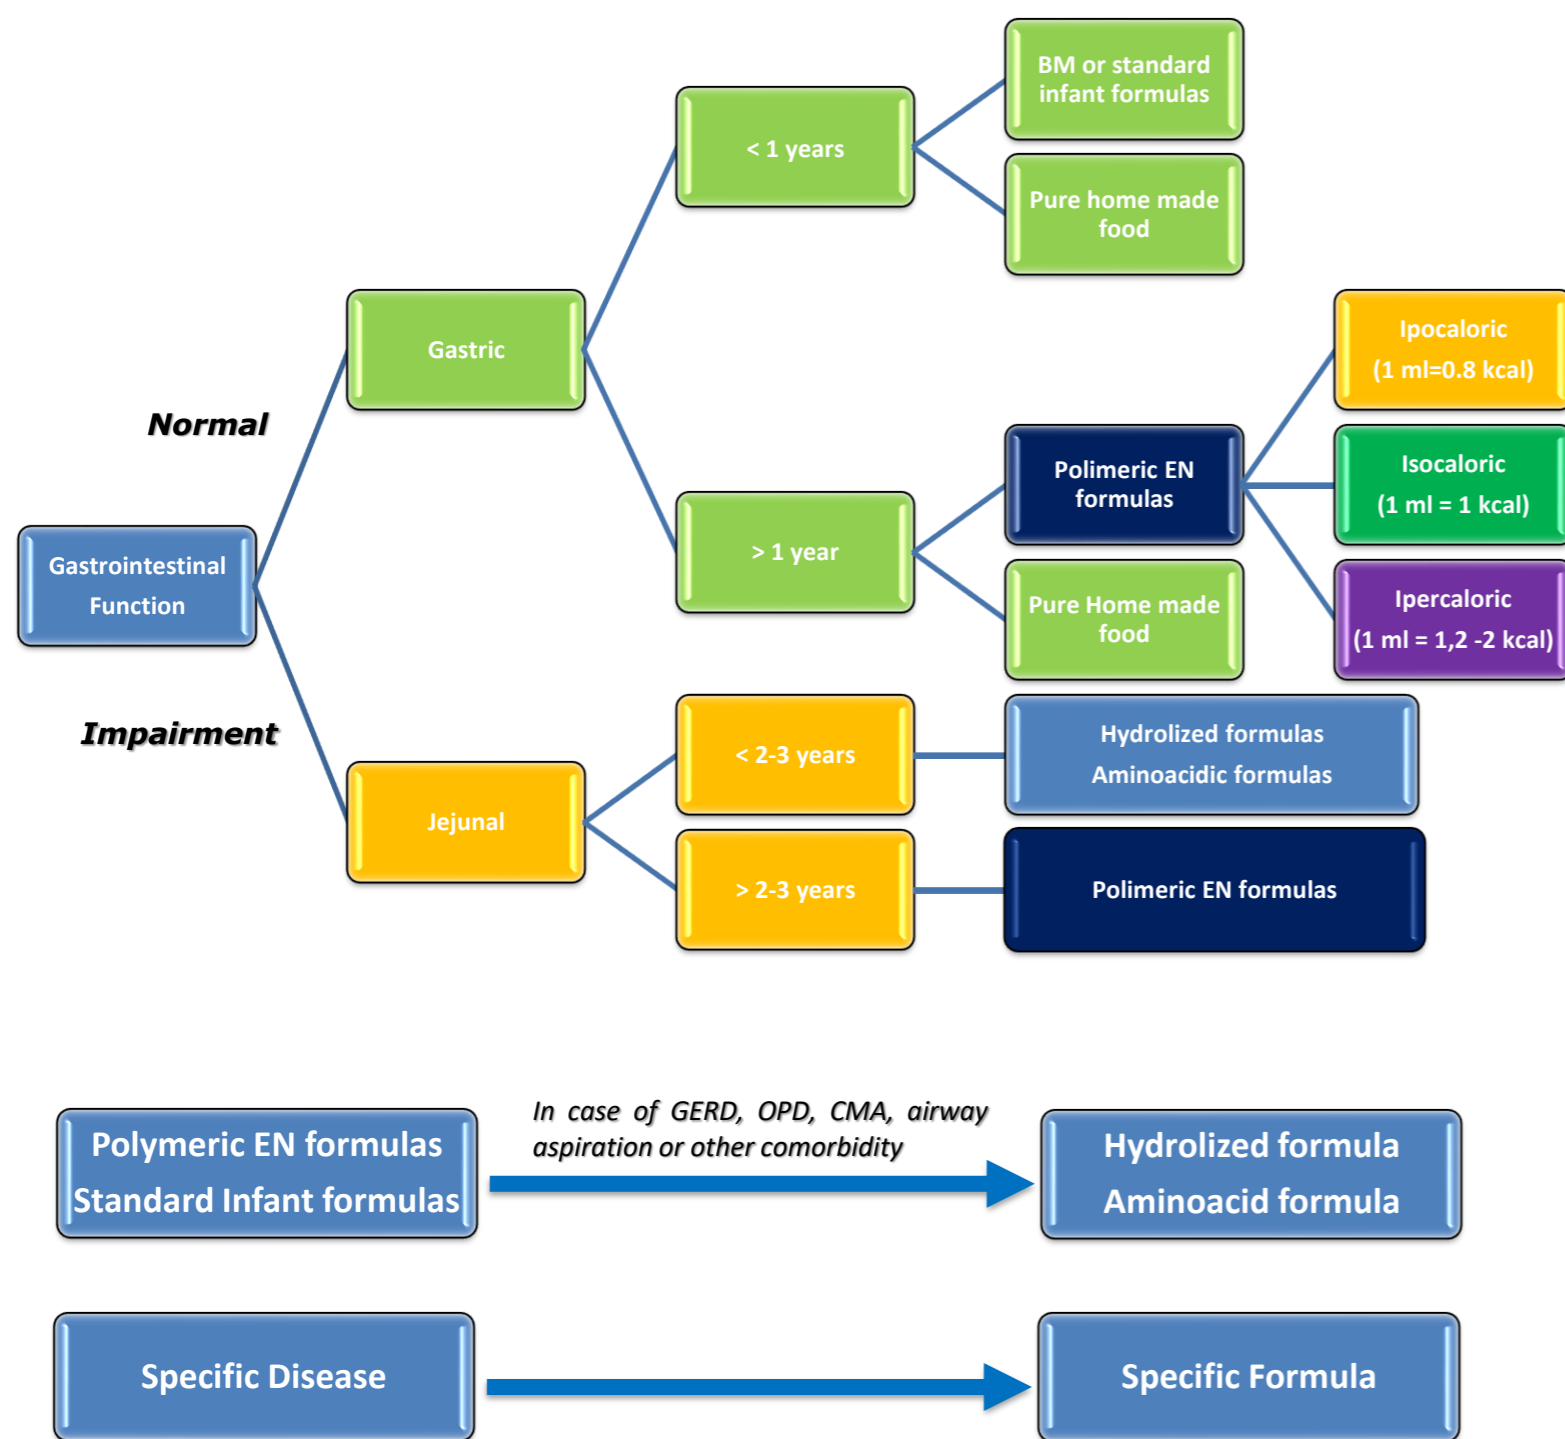 BM or standard
infant formulas
< 1 years
Pure home made
food
Gastric
Normal
Ipocaloric
(1 ml=0.8 kcal)
Polimeric EN
formulas
Isocaloric
(1 ml = 1 kcal)
> 1 year
Pure Home made
food
Ipercaloric
(1 ml = 1,2 -2 kcal)
Gastrointestinal
Function
Impairment
< 2-3 years
Hydrolized formulas
Aminoacidic formulas
Jejunal
> 2-3 years
Polimeric EN formulas
Polymeric EN formulas
Standard Infant formulas
In case of GERD, OPD, CMA, airway
aspiration or other comorbidity
Hydrolized formula
Aminoacid formula
Specific Disease
Specific Formula